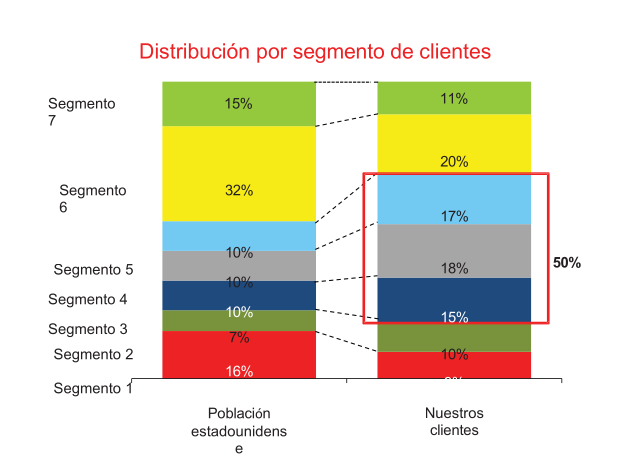 Distribución por segmento de clientes
Segmento
7
15%
11%
Segmento
6
32%
20%
17%
Segmento 5
10%
18%
50%
Segmento 4
10%
15%
Segmento 3
10%
10%
Segmento 2
7%
Segmento 1
16%
Población
estadounidens
e
Nuestros
clientes